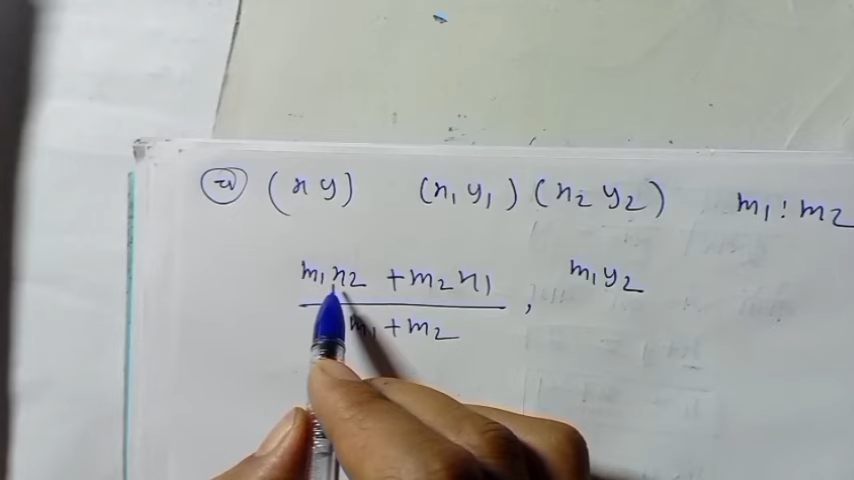 a (x y) (x₁ y₁) (x₂ y₂) m₁ : m₂
m₁x₂ + m₂x₁ , m₁y₂
m₁ + m₂